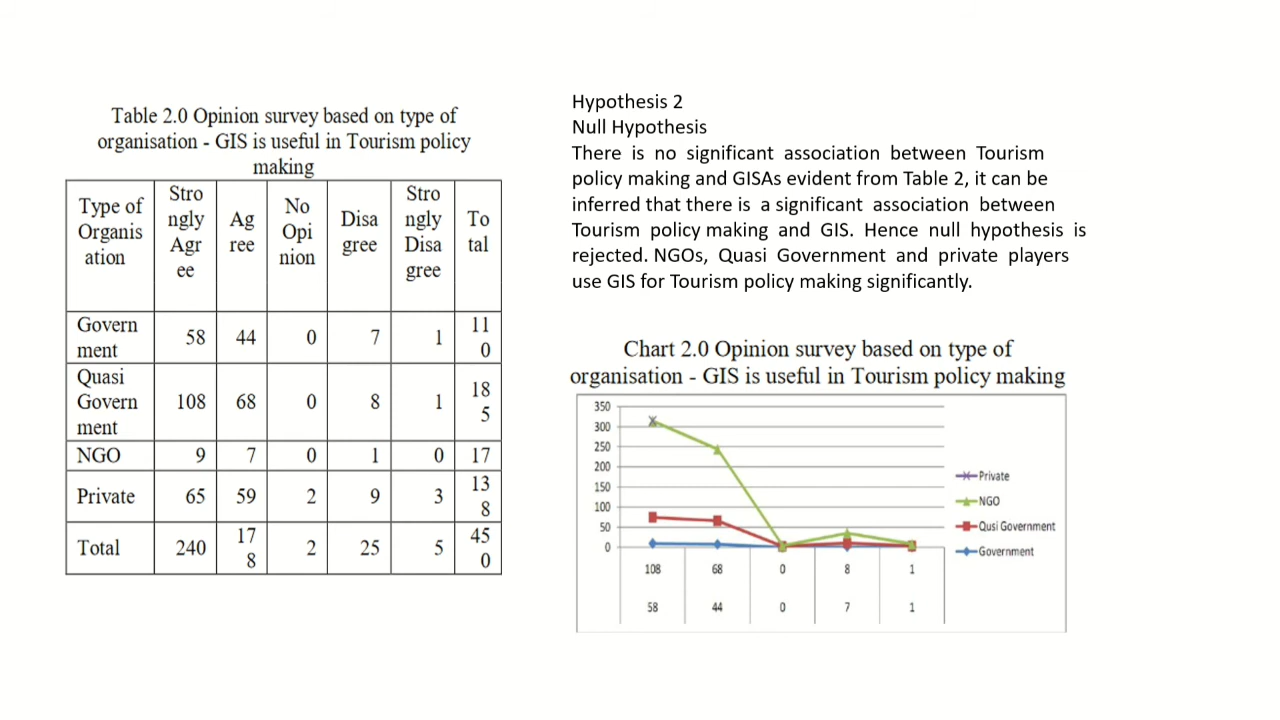 Table 2.0 Opinion survey based on type of
organisation - GIS is useful in Tourism policy
making
Type of Organis ation | Stro ngly Agr ee | Ag ree | No Opi nion | Disa gree | Stro ngly Disa gree | To tal
Govern ment | 58 | 44 | 0 | 7 | 1 | 11 0
Quasi Govern ment | 108 | 68 | 0 | 8 | 1 | 18 5
NGO | 9 | 7 | 0 | 1 | 0 | 17
Private | 65 | 59 | 2 | 9 | 3 | 13 8
Total | 240 | 17 8 | 2 | 25 | 5 | 45 0
Hypothesis 2
Null Hypothesis
There is no significant association between Tourism
policy making and GISAs evident from Table 2, it can be
inferred that there is a significant association between
Tourism policy making and GIS. Hence null hypothesis is
rejected. NGOs, Quasi Government and private players
use GIS for Tourism policy making significantly.
Chart 2.0 Opinion survey based on type of
organisation - GIS is useful in Tourism policy making
350
300
250
200
150
100
50
0
108 68 0 8 1
58 44 0 7 1
Private
NGO
Qusi Government
Government